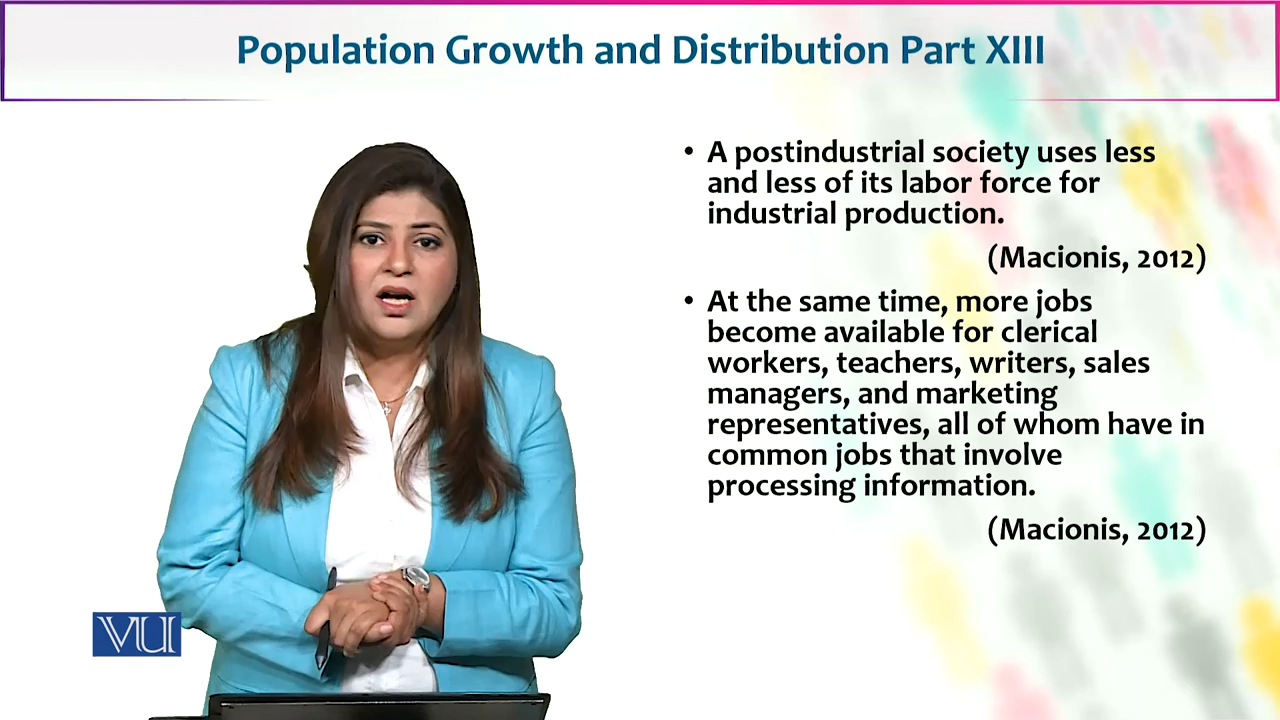 Population Growth and Distribution Part XIII
• A postindustrial society uses less
and less of its labor force for
industrial production.
(Macionis, 2012)
• At the same time, more jobs
become available for clerical
workers, teachers, writers, sales
managers, and marketing
representatives, all of whom have in
common jobs that involve
processing information.
(Macionis, 2012)
VU